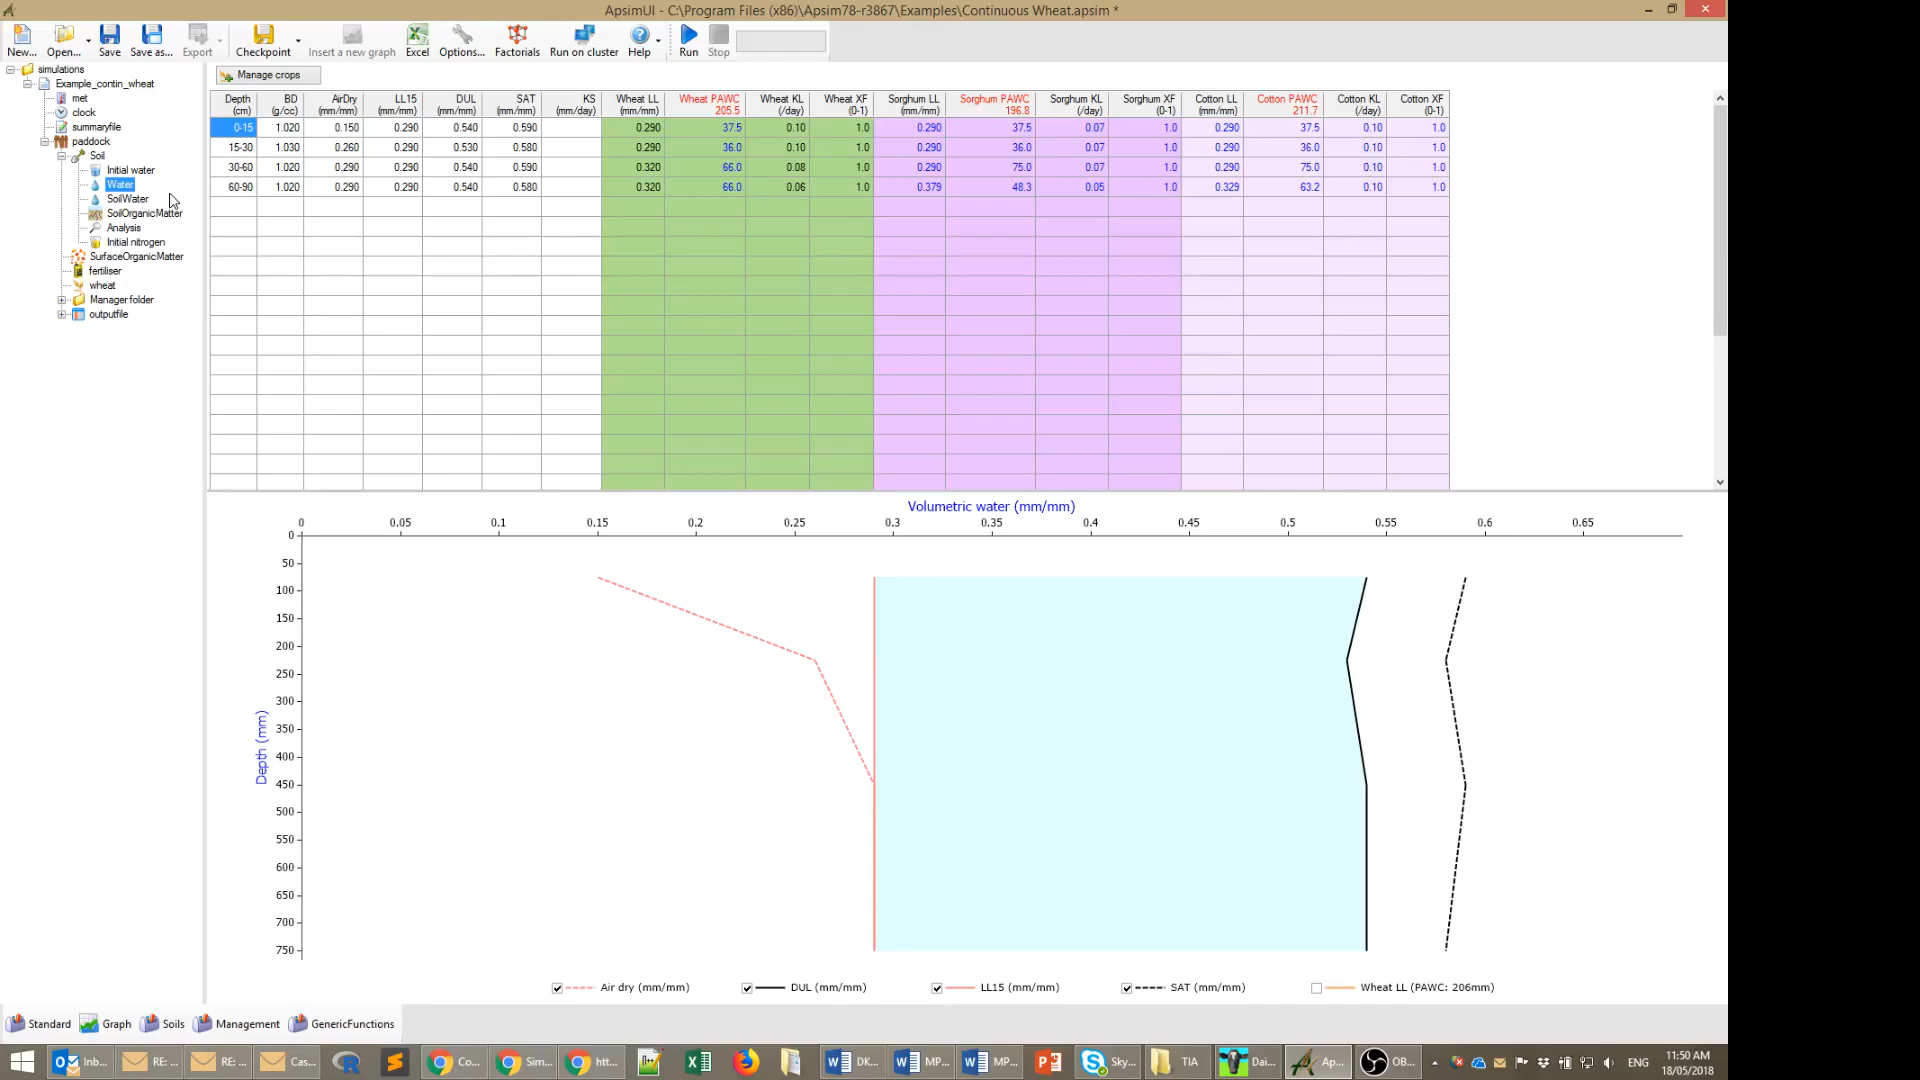 ApsimUI - C:\Program Files (x86)\Apsim78-r3867\Examples\Continuous Wheat.apsim *
New... Open... Save Save as... Export Checkpoint Insert a new graph Excel Options... Factorials Run on cluster Help Run Stop
simulations
Example_contin_wheat
met
clock
summaryfile
paddock
Soil
Initial water
Water
SoilWater
SoilOrganicMatter
Analysis
Initial nitrogen
SurfaceOrganicMatter
fertiliser
wheat
Manager folder
outputfile
Manage crops
Depth BD AirDry LL15 DUL SAT KS Wheat LL Wheat PAWC Wheat KL Wheat XF Sorghum LL Sorghum PAWC Sorghum KL Sorghum XF Cotton LL Cotton PAWC Cotton KL Cotton XF
(cm) (g/cc) (mm/mm) (mm/mm) (mm/mm) (mm/mm) (mm/day) (mm/mm) 205.5 (/day) (0-1) (mm/mm) 196.8 (/day) (0-1) (mm/mm) 211.7 (/day) (0-1)
0-15 1.020 0.150 0.290 0.540 0.590 0.290 37.5 0.10 1.0 0.290 37.5 0.07 1.0 0.290 37.5 0.10 1.0
15-30 1.030 0.260 0.290 0.530 0.580 0.290 36.0 0.10 1.0 0.290 36.0 0.07 1.0 0.290 36.0 0.10 1.0
30-60 1.020 0.290 0.290 0.540 0.590 0.320 66.0 0.08 1.0 0.290 75.0 0.07 1.0 0.290 75.0 0.10 1.0
60-90 1.020 0.290 0.290 0.540 0.580 0.320 66.0 0.06 1.0 0.379 48.3 0.05 1.0 0.329 63.2 0.10 1.0
Volumetric water (mm/mm)
0 0.05 0.1 0.15 0.2 0.25 0.3 0.35 0.4 0.45 0.5 0.55 0.6 0.65
0
50
100
150
200
250
300
350
400
450
500
550
600
650
700
750
Depth (mm)
Air dry (mm/mm) DUL (mm/mm) LL15 (mm/mm) SAT (mm/mm) Wheat LL (PAWC: 206mm)
Standard Graph Soils Management GenericFunctions
Inb... RE: ... RE: ... Cas... Co... Sim... htt... DK... MP... MP... Sky... TIA Dai... Ap... OB... ENG 11:50 AM
18/05/2018